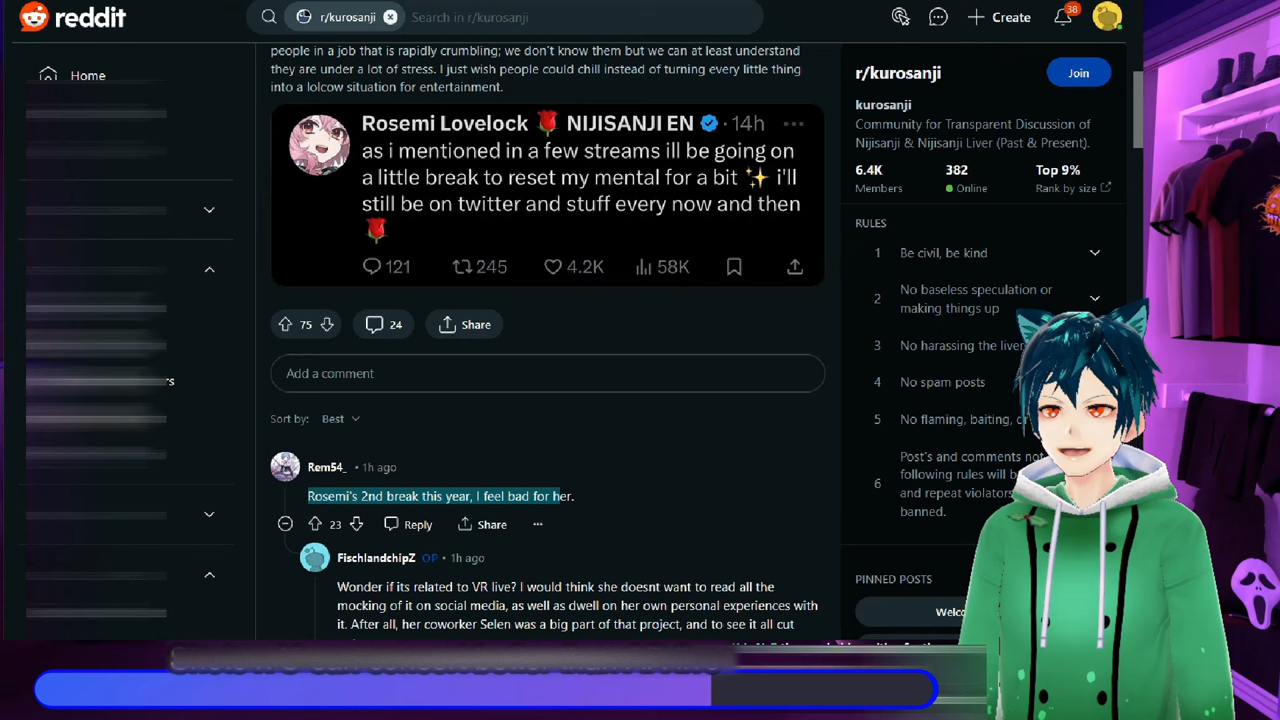 reddit
r/kurosanji
Search in r/kurosanji
Create
38
Home
people in a job that is rapidly crumbling; we don't know them but we can at least understand
they are under a lot of stress. I just wish people could chill instead of turning every little thing
into a lolcow situation for entertainment.
Rosemi Lovelock 🌹 NIJISANJI EN · 14h
as i mentioned in a few streams ill be going on
a little break to reset my mental for a bit ✨ i'll
still be on twitter and stuff every now and then
🌹
121 245 4.2K 58K
75 24 Share
Add a comment
Sort by: Best
Rem54_ • 1h ago
Rosemi's 2nd break this year, I feel bad for her.
23 Reply Share
FischlandchipZ OP • 1h ago
Wonder if its related to VR live? I would think she doesnt want to read all the
mocking of it on social media, as well as dwell on her own personal experiences with
it. After all, her coworker Selen was a big part of that project, and to see it all cut
r/kurosanji
Join
kurosanji
Community for Transparent Discussion of
Nijisanji & Nijisanji Liver (Past & Present).
6.4K 382 Top 9%
Members Online Rank by size
RULES
1 Be civil, be kind
2 No baseless speculation or
making things up
3 No harassing the
4 No spam posts
5 No flaming, baiting,
6 Post's and comments
following rules will
and repeat violators
banned.
PINNED POSTS